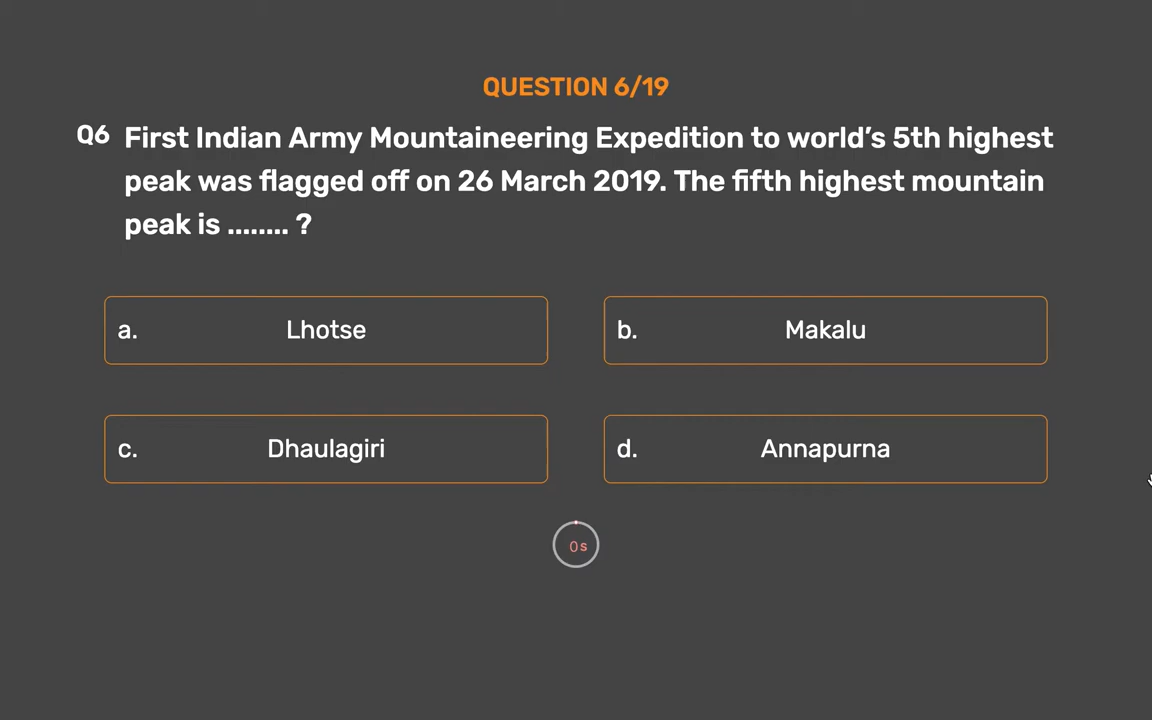 QUESTION 6/19
Q6 First Indian Army Mountaineering Expedition to world’s 5th highest
peak was flagged off on 26 March 2019. The fifth highest mountain
peak is ........ ?
a. Lhotse
b. Makalu
c. Dhaulagiri
d. Annapurna
0s